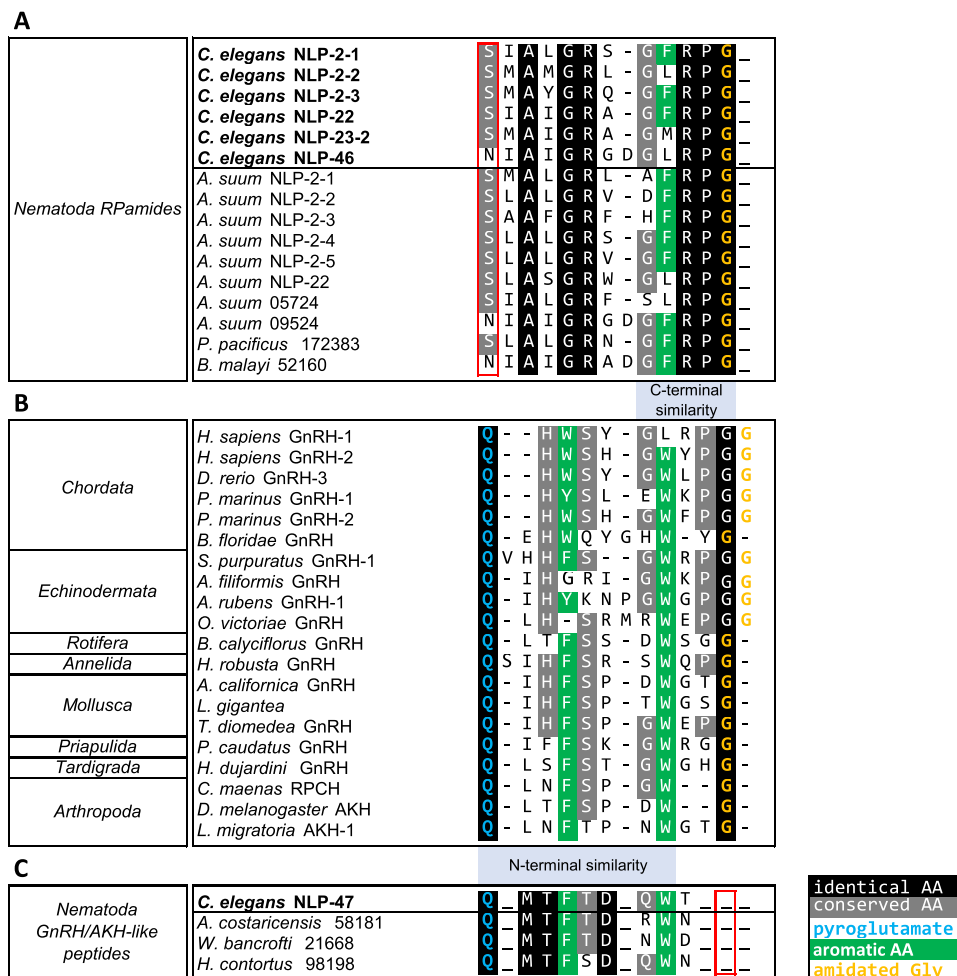 A
Nematoda RPamides
C. elegans NLP-2-1 S I A L G R S - G F R P G _
C. elegans NLP-2-2 S M A M G R L - G L R P G _
C. elegans NLP-2-3 S M A Y G R Q - G F R P G _
C. elegans NLP-22 S I A I G R A - G F R P G _
C. elegans NLP-23-2 S M A I G R A - G M R P G _
C. elegans NLP-46 N I A I G R G D G L R P G _
A. suum NLP-2-1 S M A L G R L - A F R P G _
A. suum NLP-2-2 S L A L G R V - D F R P G _
A. suum NLP-2-3 S A A F G R F - H F R P G _
A. suum NLP-2-4 S L A L G R S - G F R P G _
A. suum NLP-2-5 S L A L G R V - G F R P G _
A. suum NLP-22 S L A S G R W - G L R P G _
A. suum 05724 S I A L G R F - S L R P G _
A. suum 09524 N I A I G R G D G F R P G _
P. pacificus 172383 S L A L G R N - G F R P G _
B. malayi 52160 N I A I G R A D G F R P G _
C-terminal
similarity
B
Chordata
H. sapiens GnRH-1 Q - - H W S Y - G L R P G G
H. sapiens GnRH-2 Q - - H W S H - G W Y P G G
D. rerio GnRH-3 Q - - H W S Y - G W L P G G
P. marinus GnRH-1 Q - - H Y S L - E W K P G G
P. marinus GnRH-2 Q - - H W S H - G W F P G G
B. floridae GnRH Q - E H W Q Y G H W - Y G -
Echinodermata
S. purpuratus GnRH-1 Q V H H F S - - G W R P G G
A. filiformis GnRH Q - I H G R I - G W K P G G
A. rubens GnRH-1 Q - I H Y K N P G W G P G G
O. victoriae GnRH Q - L H - S R M R W E P G G
Rotifera
B. calyciflorus GnRH Q - L T F S S - D W S G G -
Annelida
H. robusta GnRH Q S I H F S R - S W Q P G -
Mollusca
A. californica GnRH Q - I H F S P - D W G T G -
L. gigantea Q - I H F S P - T W G S G -
T. diomedea GnRH Q - I H F S P - G W E P G -
Priapulida
P. caudatus GnRH Q - I F F S K - G W R G G -
Tardigrada
H. dujardini GnRH Q - L S F S T - G W G H G -
Arthropoda
C. maenas RPCH Q - L N F S P - G W - - G -
D. melanogaster AKH Q - L T F S P - D W - - G -
L. migratoria AKH-1 Q - L N F T P - N W G T G -
N-terminal similarity
C
Nematoda
GnRH/AKH-like
peptides
C. elegans NLP-47 Q _ M T F T D _ Q W T _ _ _
A. costaricensis 58181 Q _ M T F T D _ R W N _ _ _
W. bancrofti 21668 Q _ M T F T D _ N W D _ _ _
H. contortus 98198 Q _ M T F S D _ Q W N _ _ _
identical AA
conserved AA
pyroglutamate
aromatic AA
amidated Gly